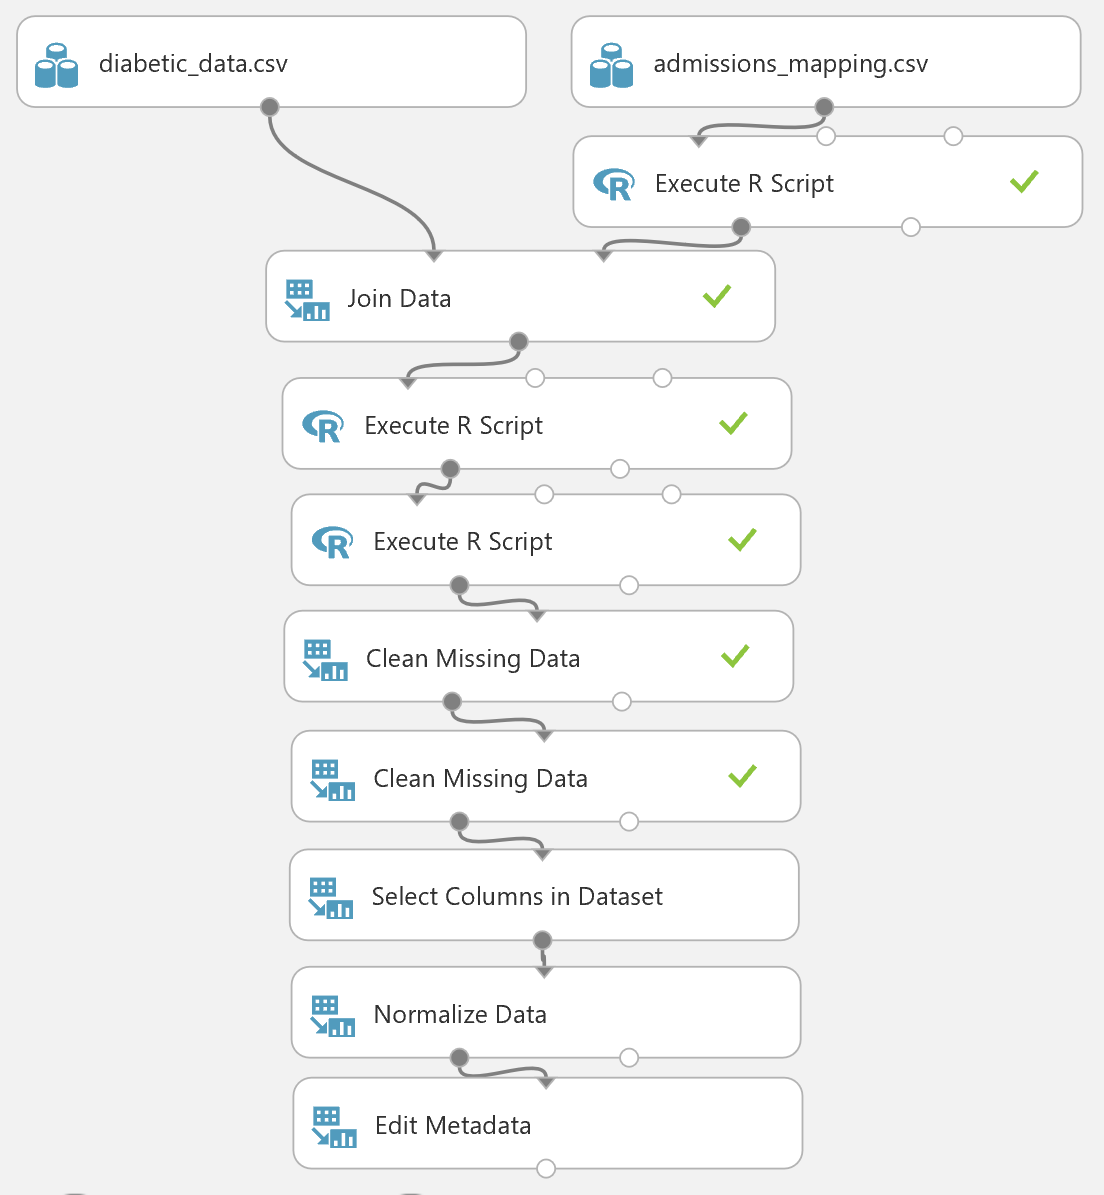 diabetic_data.csv
admissions_mapping.csv
R Execute R Script
Join Data
R Execute R Script
R Execute R Script
Clean Missing Data
Clean Missing Data
Select Columns in Dataset
Normalize Data
Edit Metadata